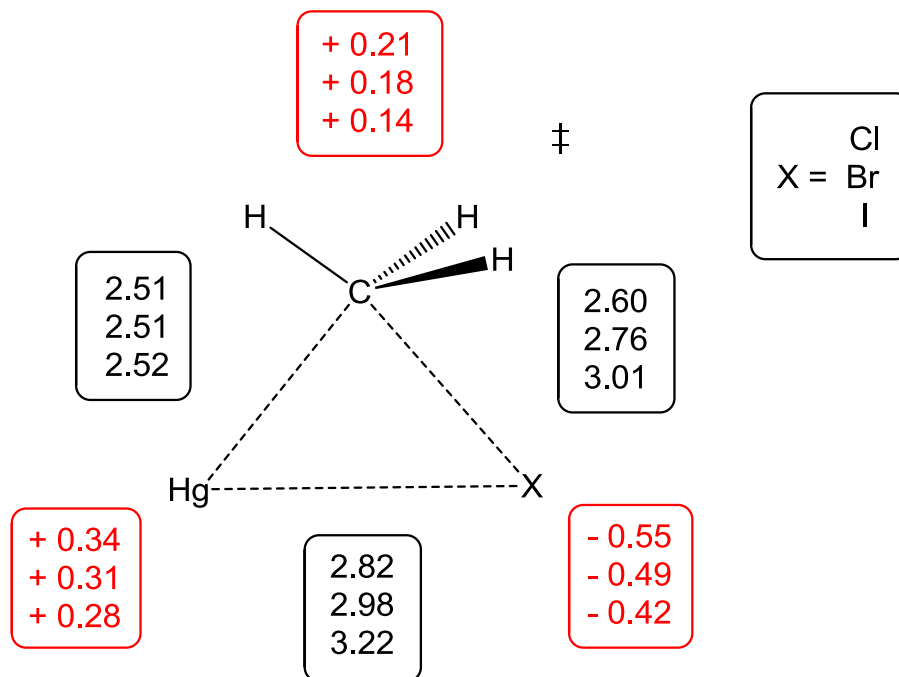 + 0.21
+ 0.18
+ 0.14
‡
Cl
X = Br
I
H
H
H
C
2.51
2.51
2.52
2.60
2.76
3.01
Hg
X
+ 0.34
+ 0.31
+ 0.28
2.82
2.98
3.22
- 0.55
- 0.49
- 0.42